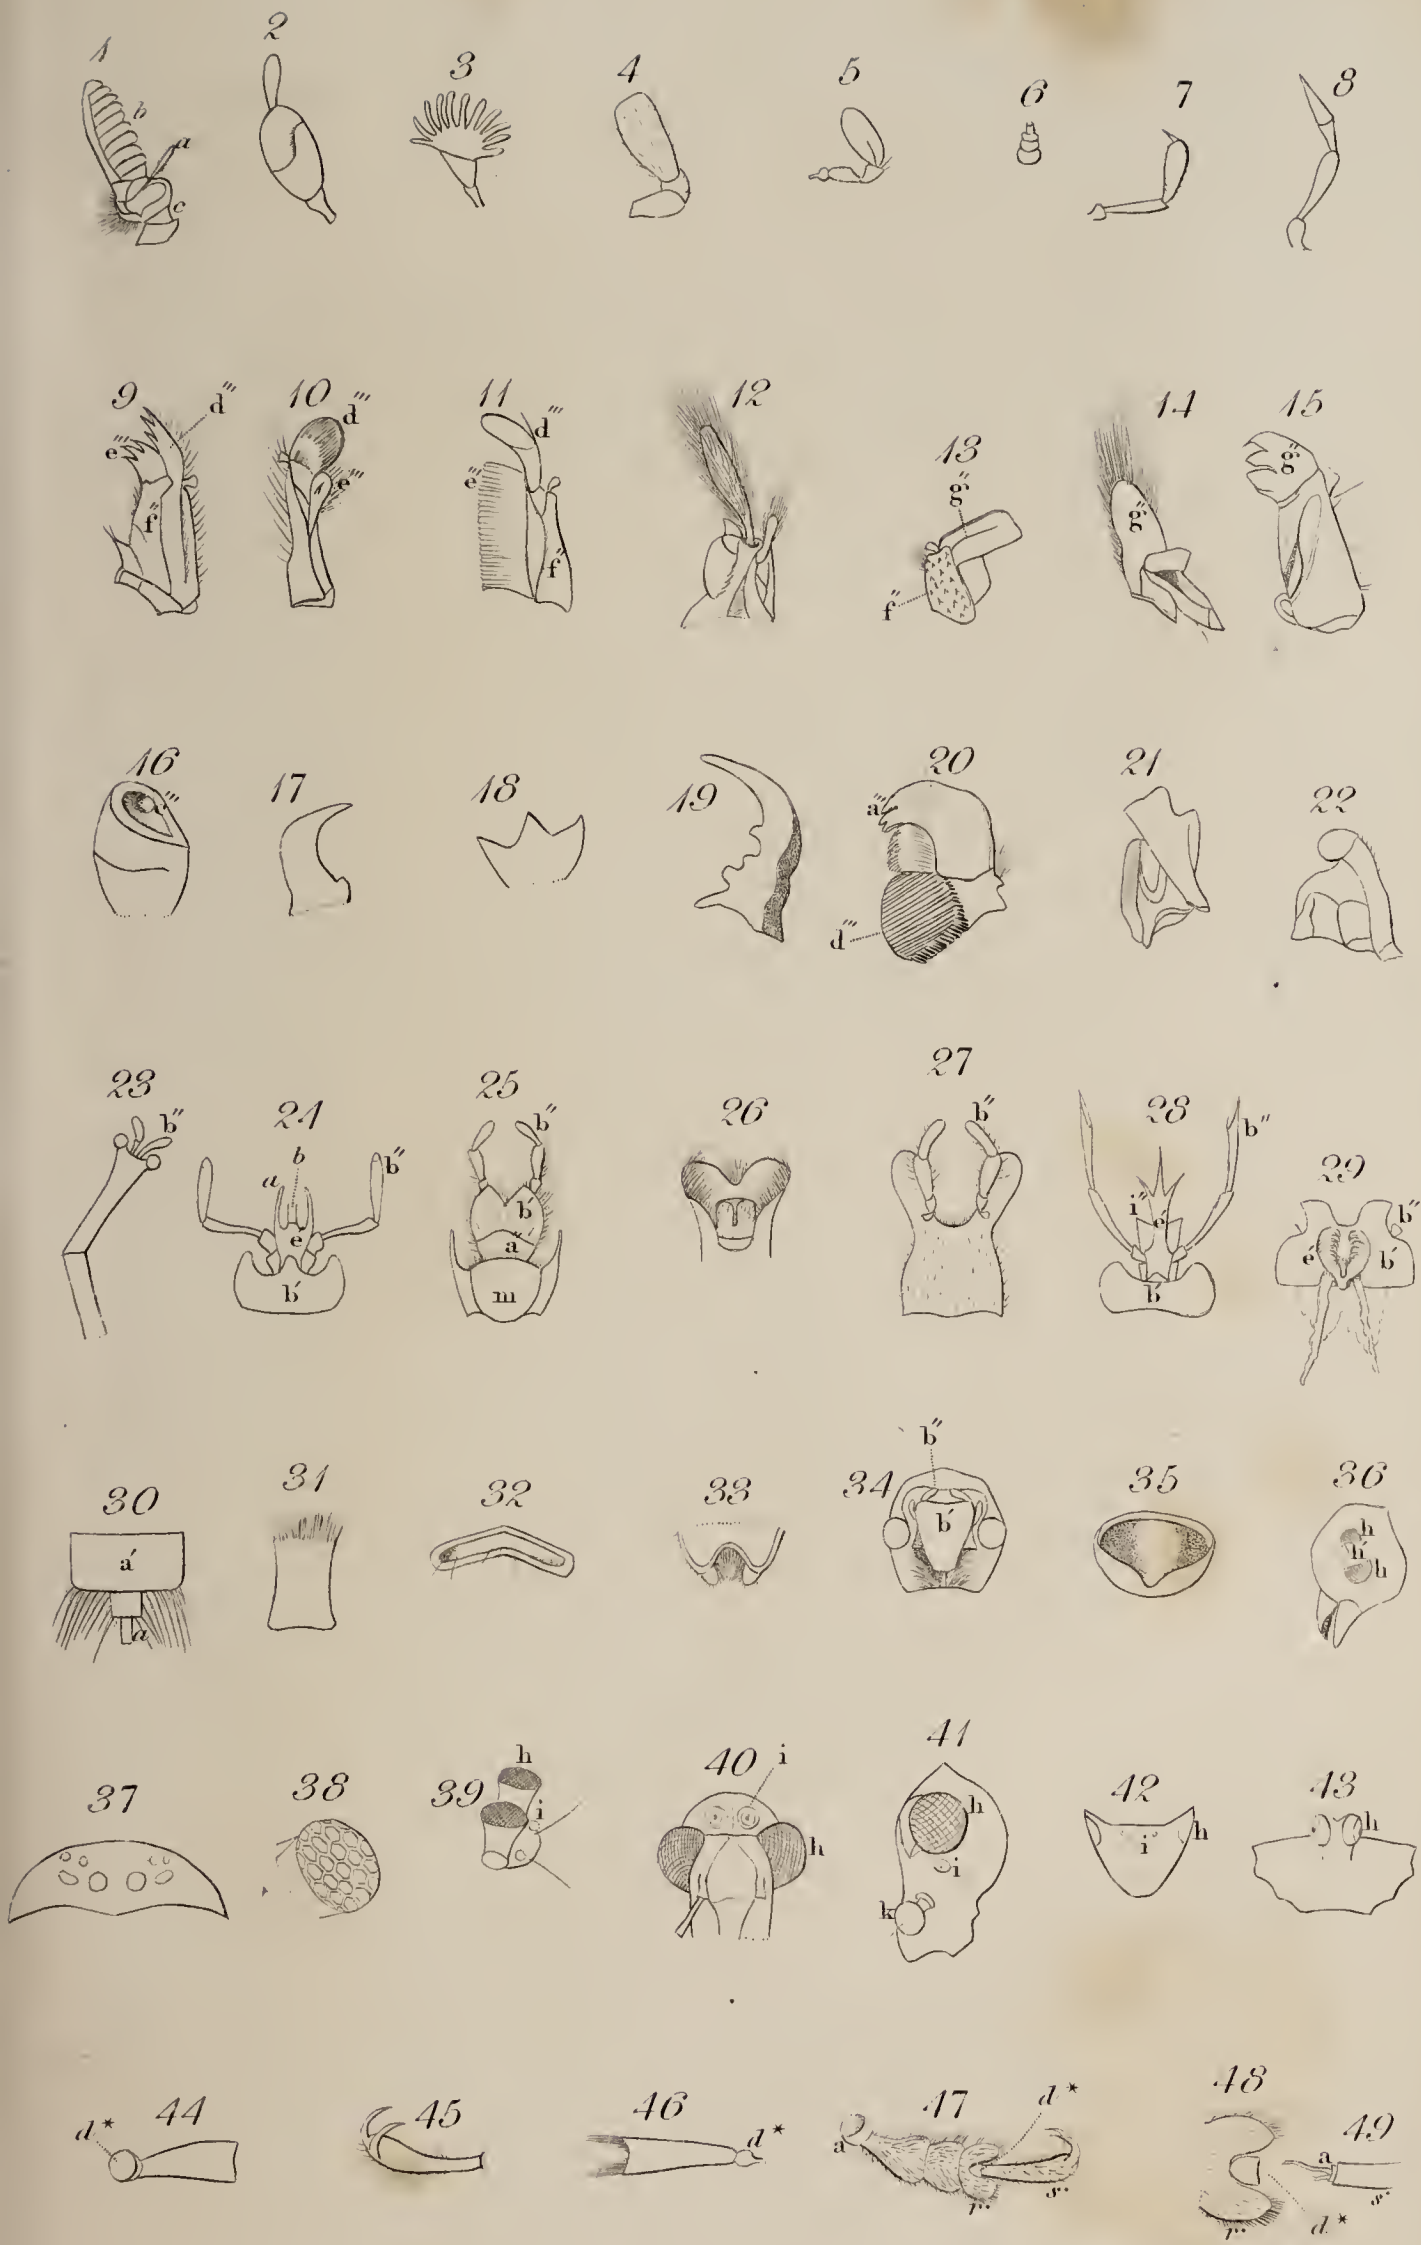 1 2 3 4 5 6 7 8
b
a
c
9 d''' 10 d''' 11 d''' 12 13 14 15
e''' e''' e''' g'' g'' g''
f'' f'' f''
16 17 18 19 20 21 22
a'''
d'''
23 24 25 26 27 28 29
b'' b a b'' e' b'
b'' b' a' m
b''
b'' i'' e' b'
b'' e' b'
30 31 32 33 34 35 36
a' a
b'' b'
h h' h
37 38 39 40 41 42 43
h i
i h
h i k
i h
h
44 45 46 47 48 49
d* d* a d* r'' s''
r'' d* a s'